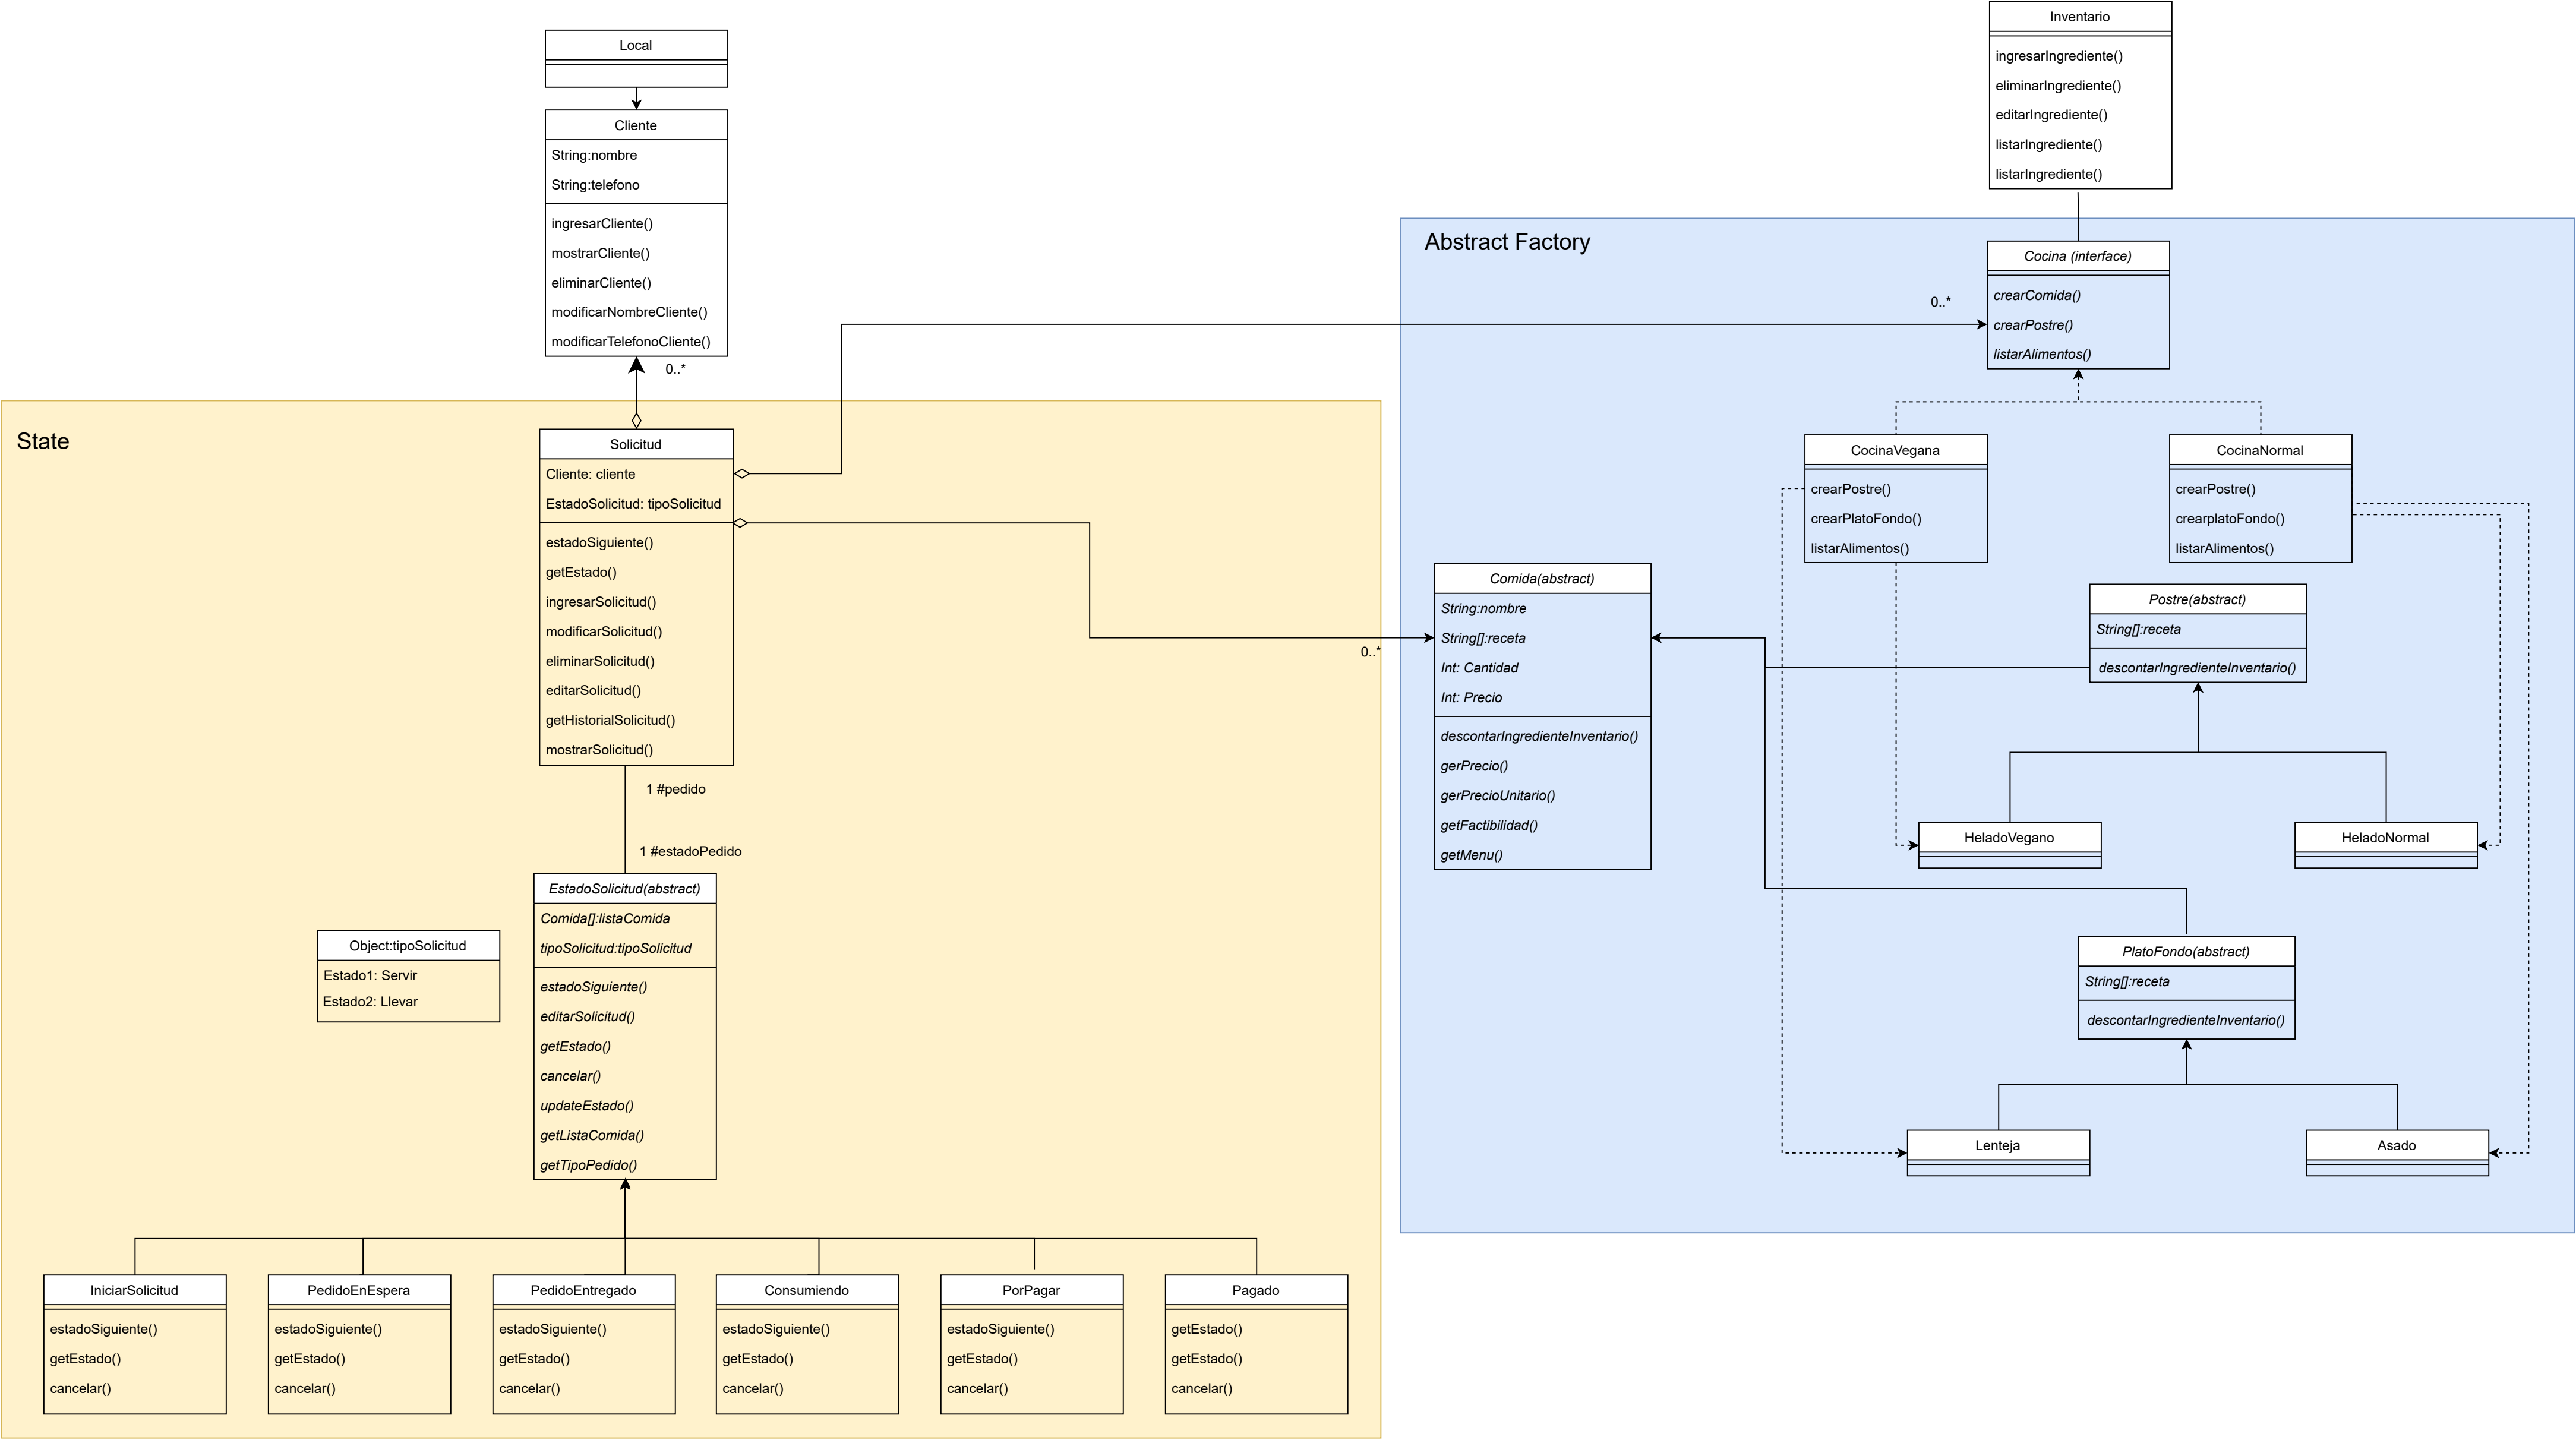 Local
Cliente
String:nombre
String:telefono
ingresarCliente()
mostrarCliente()
eliminarCliente()
modificarNombreCliente()
modificarTelefonoCliente()
0..*
State
Solicitud
Cliente: cliente
EstadoSolicitud: tipoSolicitud
estadoSiguiente()
getEstado()
ingresarSolicitud()
modificarSolicitud()
eliminarSolicitud()
editarSolicitud()
getHistorialSolicitud()
mostrarSolicitud()
1 #pedido
1 #estadoPedido
EstadoSolicitud(abstract)
Comida[]:listaComida
tipoSolicitud:tipoSolicitud
estadoSiguiente()
editarSolicitud()
getEstado()
cancelar()
updateEstado()
getListaComida()
getTipoPedido()
Object:tipoSolicitud
Estado1: Servir
Estado2: Llevar
IniciarSolicitud
estadoSiguiente()
getEstado()
cancelar()
PedidoEnEspera
estadoSiguiente()
getEstado()
cancelar()
PedidoEntregado
estadoSiguiente()
getEstado()
cancelar()
Consumiendo
estadoSiguiente()
getEstado()
cancelar()
PorPagar
estadoSiguiente()
getEstado()
cancelar()
Pagado
getEstado()
getEstado()
cancelar()
Inventario
ingresarIngrediente()
eliminarIngrediente()
editarIngrediente()
listarIngrediente()
listarIngrediente()
Abstract Factory
Cocina (interface)
crearComida()
crearPostre()
listarAlimentos()
0..*
CocinaVegana
crearPostre()
crearPlatoFondo()
listarAlimentos()
CocinaNormal
crearPostre()
crearplatoFondo()
listarAlimentos()
0..*
Comida(abstract)
String:nombre
String[]:receta
Int: Cantidad
Int: Precio
descontarIngredienteInventario()
gerPrecio()
gerPrecioUnitario()
getFactibilidad()
getMenu()
Postre(abstract)
String[]:receta
descontarIngredienteInventario()
HeladoVegano
HeladoNormal
PlatoFondo(abstract)
String[]:receta
descontarIngredienteInventario()
Lenteja
Asado